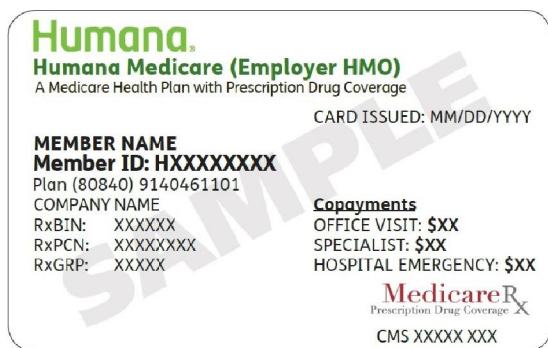 Humana®
Humana Medicare (Employer HMO)
A Medicare Health Plan with Prescription Drug Coverage
CARD ISSUED: MM/DD/YYYY
MEMBER NAME
Member ID: HXXXXXXXX
Plan (80840) 9140461101
COMPANY NAME
RxBIN: XXXXXX
RxPCN: XXXXXXXX
RxGRP: XXXXX
Copayments
OFFICE VISIT: $XX
SPECIALIST: $XX
HOSPITAL EMERGENCY: $XX
MedicareRx
Prescription Drug Coverage
CMS XXXXX XXX
SAMPLE